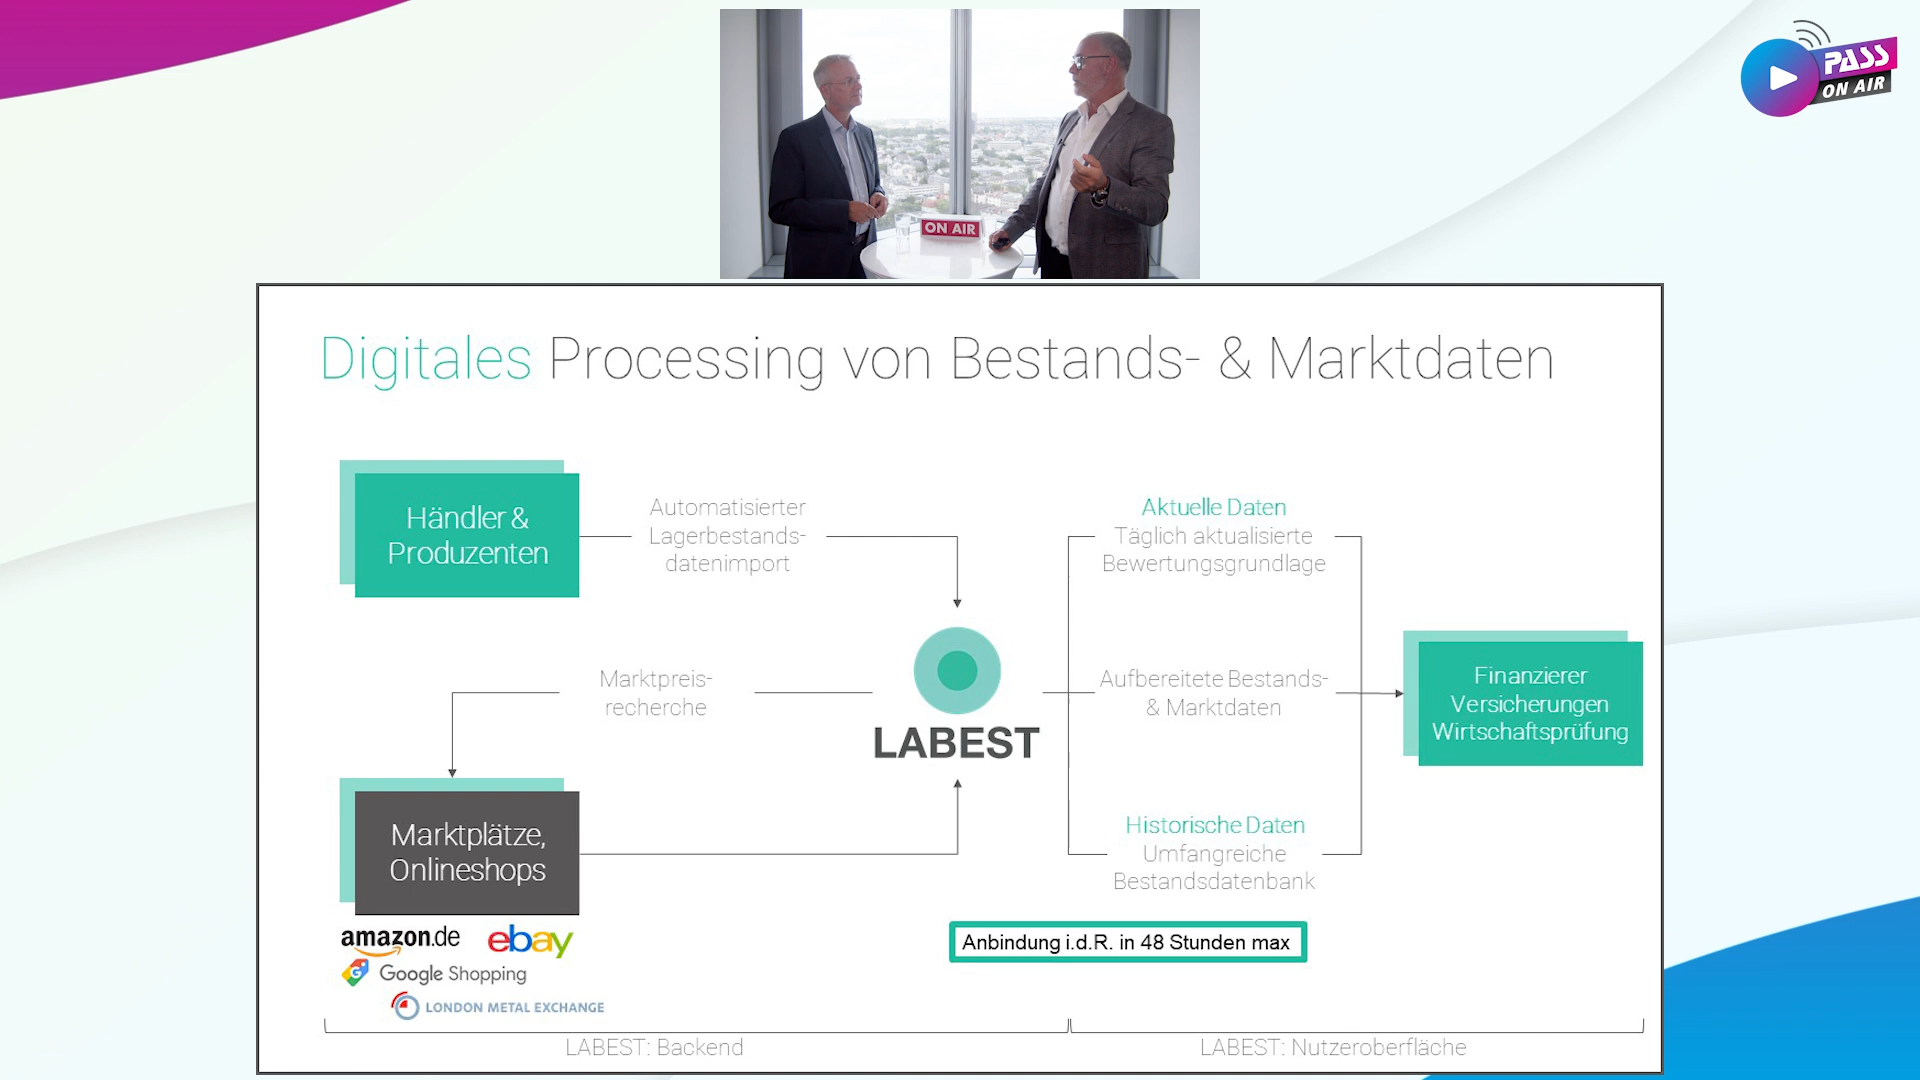 PASS
ON AIR
ON AIR
Digitales Processing von Bestands- & Marktdaten
Händler &
Produzenten
Automatisierter
Lagerbestands-
datenimport
Aktuelle Daten
Täglich aktualisierte
Bewertungsgrundlage
Marktpreis-
recherche
LABEST
Aufbereitete Bestands-
& Marktdaten
Finanzierer
Versicherungen
Wirtschaftsprüfung
Marktplätze,
Onlineshops
Historische Daten
Umfangreiche
Bestandsdatenbank
amazon.de
ebay
Google Shopping
LONDON METAL EXCHANGE
Anbindung i.d.R. in 48 Stunden max
LABEST: Backend
LABEST: Nutzeroberfläche